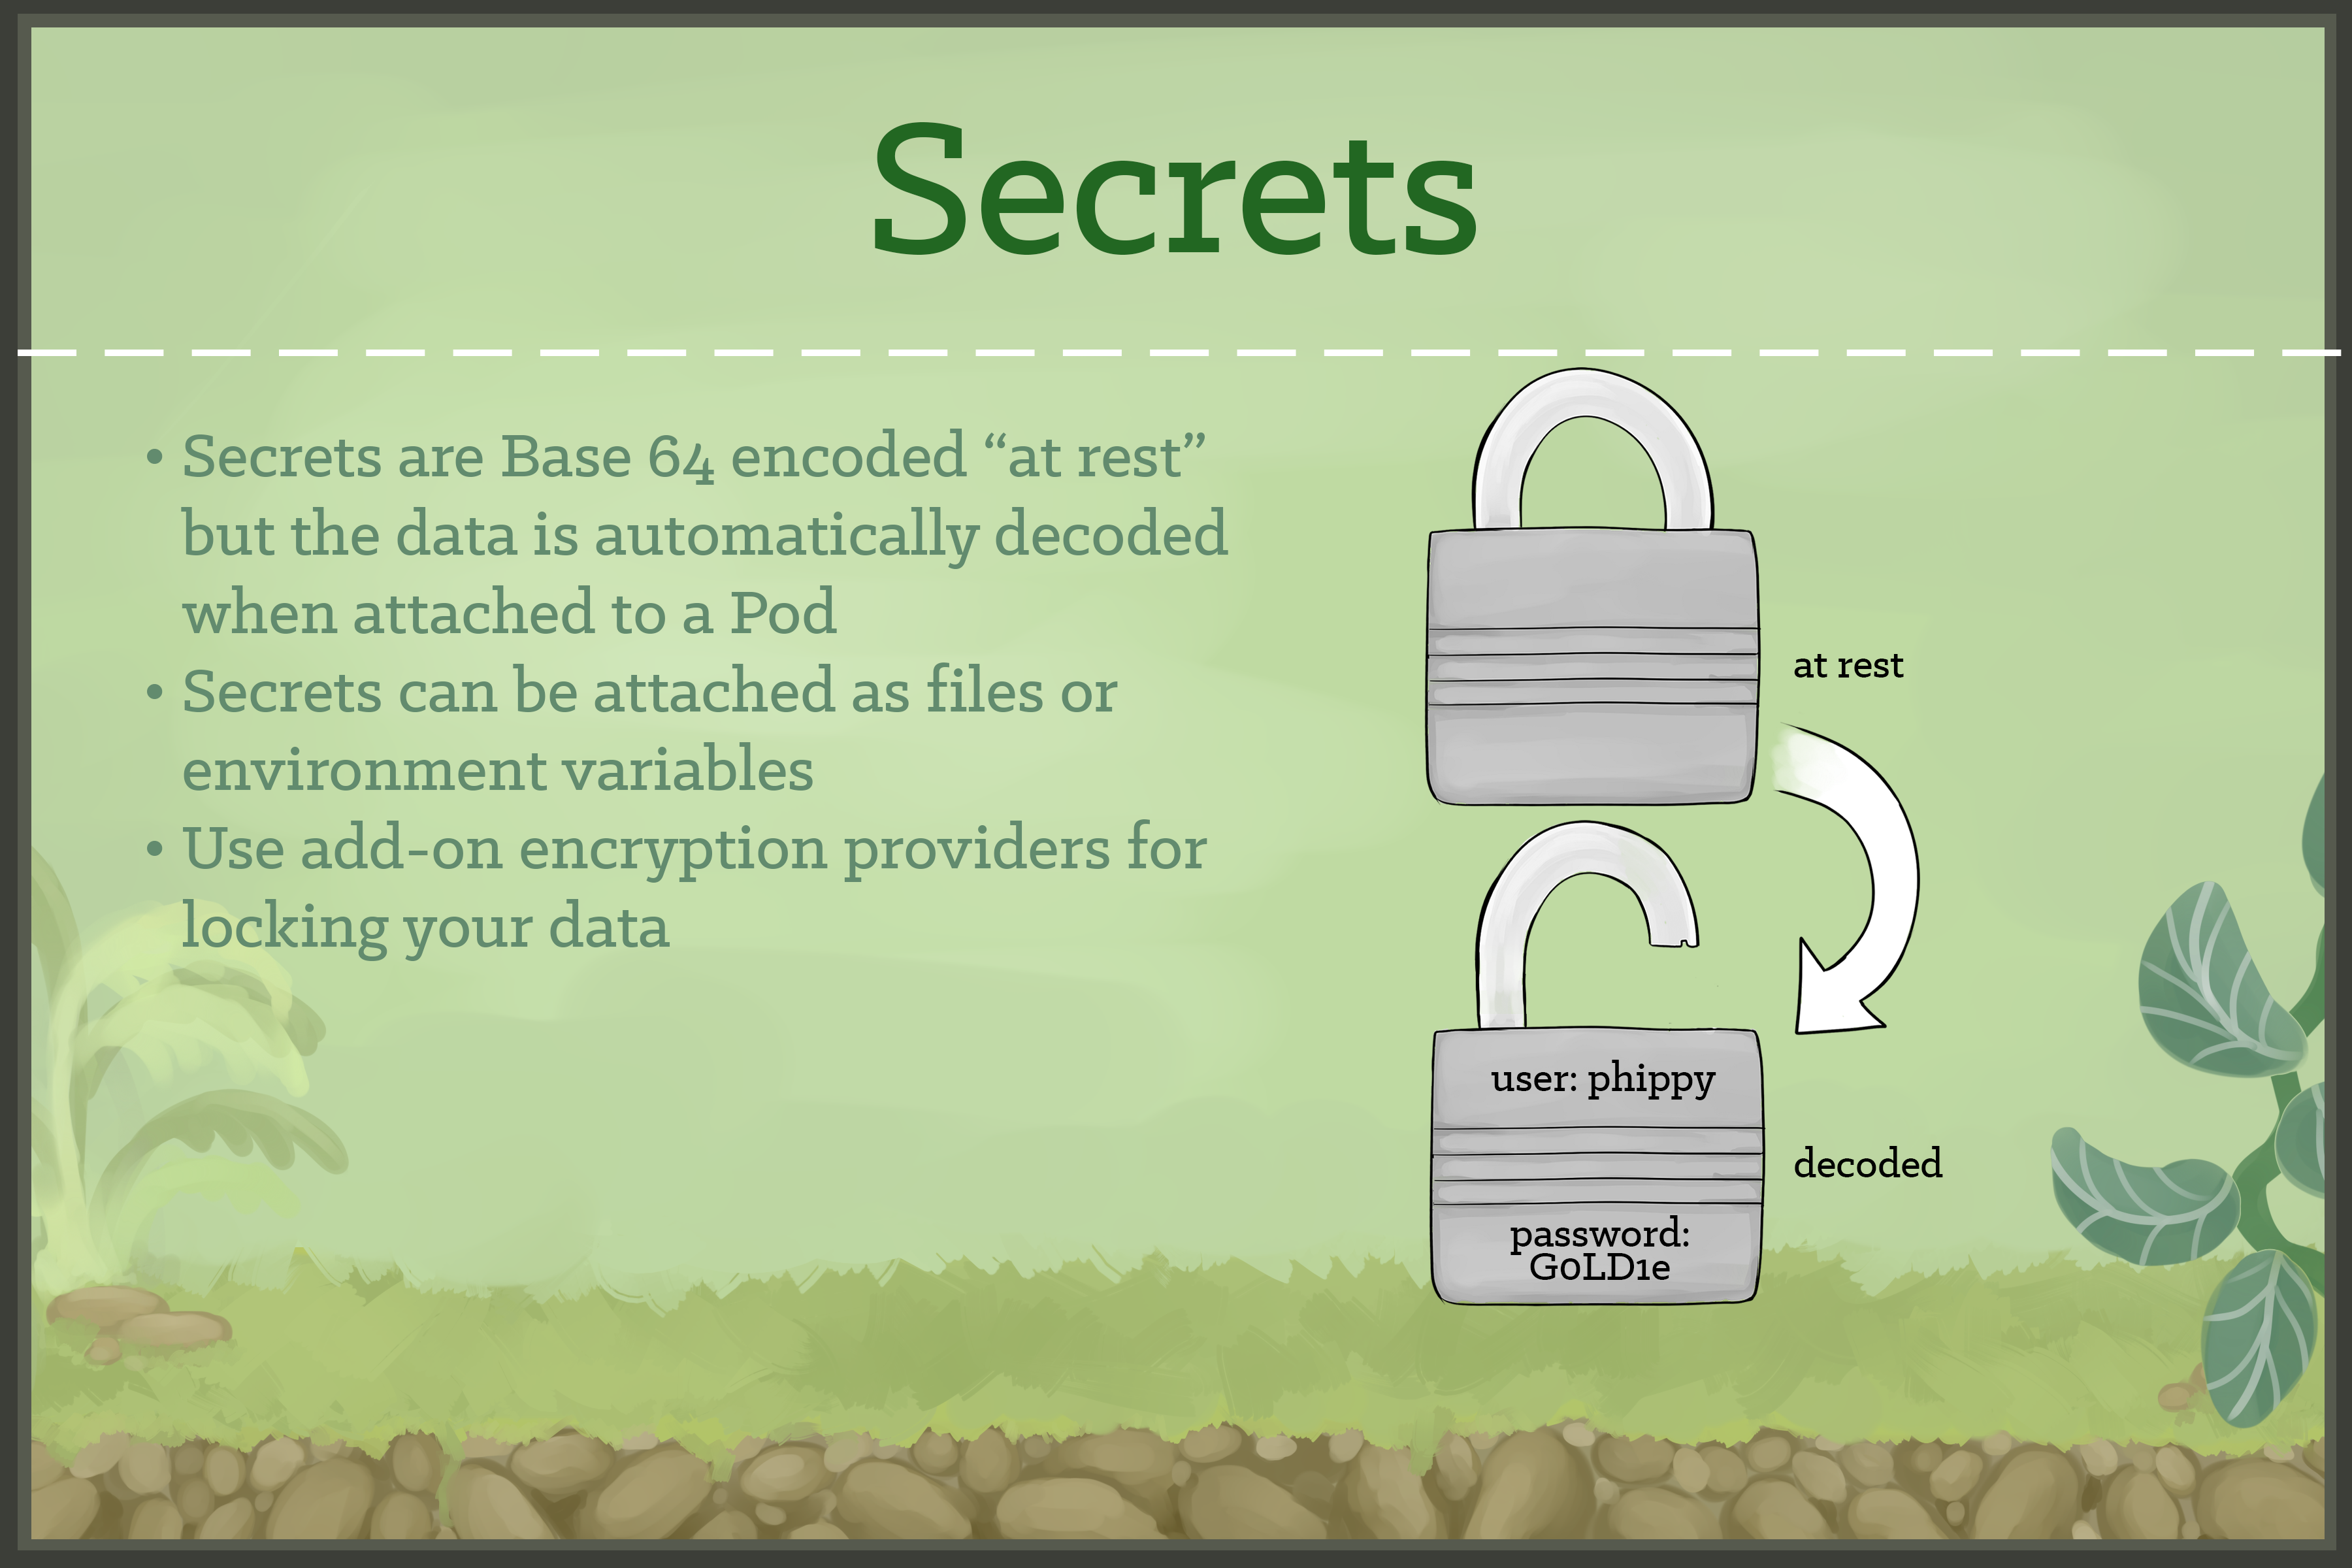 Secrets
• Secrets are Base 64 encoded “at rest”
but the data is automatically decoded
when attached to a Pod
• Secrets can be attached as files or
environment variables
• Use add-on encryption providers for
locking your data
at rest
user: phippy
decoded
password:
G0LD1e